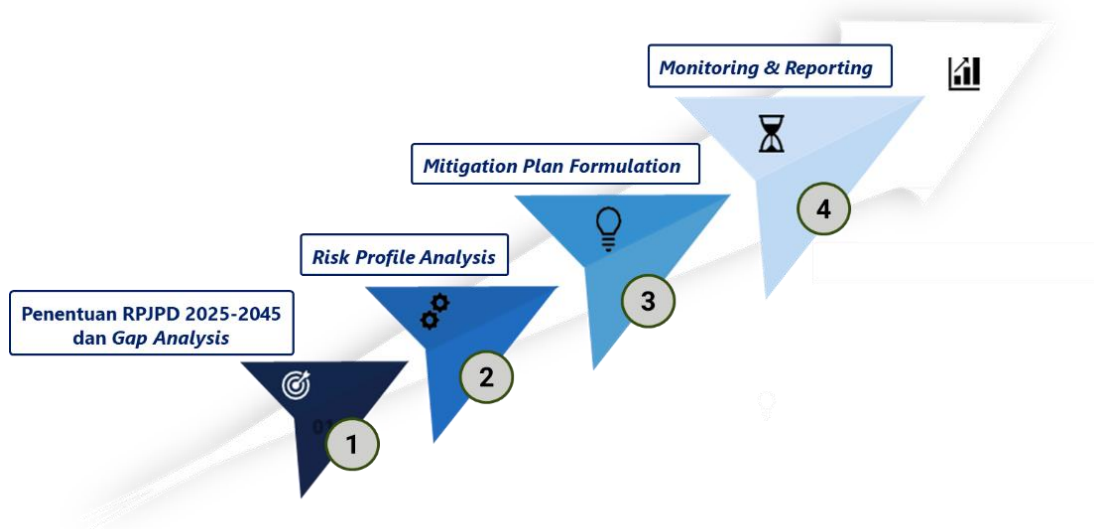 Monitoring & Reporting
Mitigation Plan Formulation
4
Risk Profile Analysis
3
Penentuan RPJPD 2025-2045
dan Gap Analysis
2
1